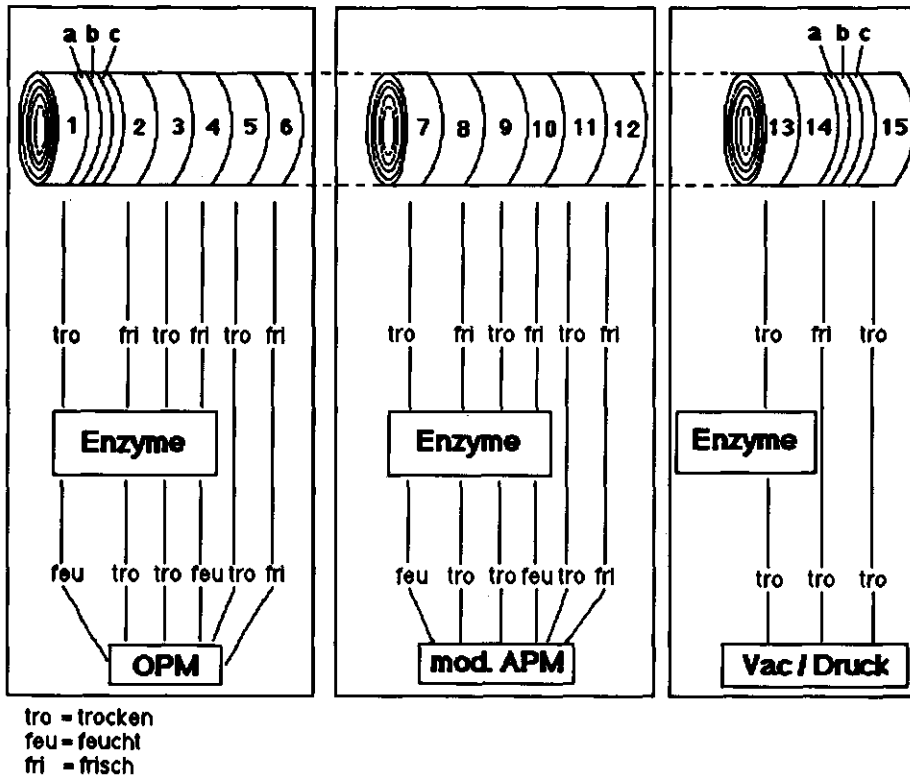 a b c
a b c
1 2 3 4 5 6
7 8 9 10 11 12
13 14 15
tro fri tro fri tro fri
tro fri tro fri tro fri
tro fri tro
Enzyme
Enzyme
Enzyme
feu tro tro feu tro fri
feu tro tro feu tro fri
tro tro tro
OPM
mod. APM
Vac / Druck
tro = trocken
feu = feucht
fri = frisch